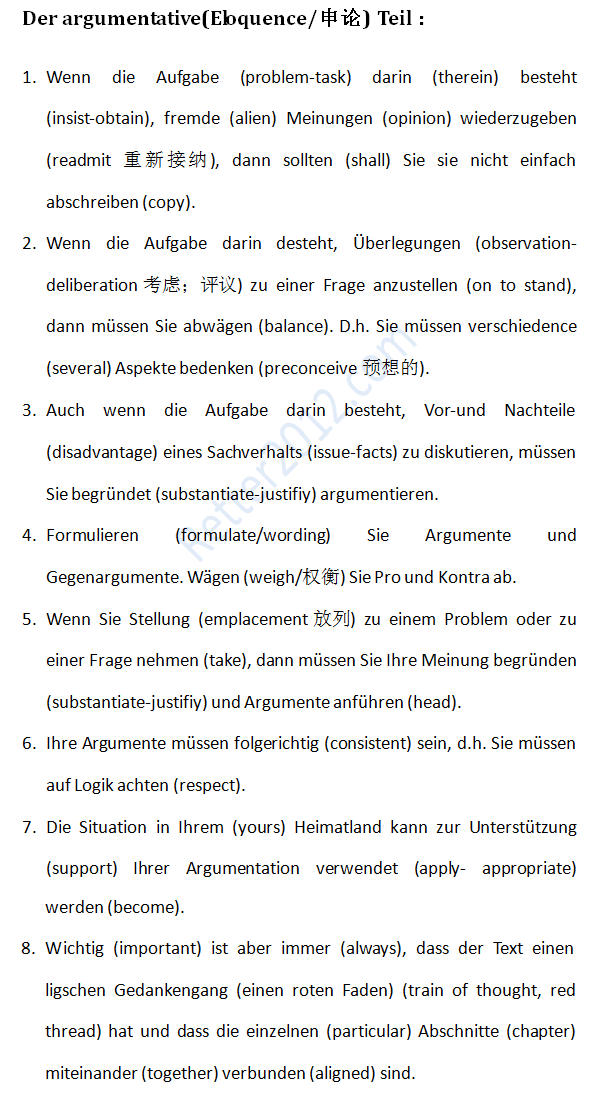 Der argumentative(Eloquence/申论) Teil：
1. Wenn die Aufgabe (problem-task) darin (therein) besteht
(insist-obtain), fremde (alien) Meinungen (opinion) wiederzugeben
(readmit 重新接纳), dann sollten (shall) Sie sie nicht einfach
abschreiben (copy).
2. Wenn die Aufgabe darin desteht, Überlegungen (observation-
deliberation 考虑；评议) zu einer Frage anzustellen (on to stand),
dann müssen Sie abwägen (balance). D.h. Sie müssen verschiedence
(several) Aspekte bedenken (preconceive 预想的).
3. Auch wenn die Aufgabe darin besteht, Vor-und Nachteile
(disadvantage) eines Sachverhalts (issue-facts) zu diskutieren, müssen
Sie begründet (substantiate-justifiy) argumentieren.
4. Formulieren (formulate/wording) Sie Argumente und
Gegenargumente. Wägen (weigh/权衡) Sie Pro und Kontra ab.
5. Wenn Sie Stellung (emplacement 放列) zu einem Problem oder zu
einer Frage nehmen (take), dann müssen Sie Ihre Meinung begründen
(substantiate-justifiy) und Argumente anführen (head).
6. Ihre Argumente müssen folgerichtig (consistent) sein, d.h. Sie müssen
auf Logik achten (respect).
7. Die Situation in Ihrem (yours) Heimatland kann zur Unterstützung
(support) Ihrer Argumentation verwendet (apply- appropriate)
werden (become).
8. Wichtig (important) ist aber immer (always), dass der Text einen
ligschen Gedankengang (einen roten Faden) (train of thought, red
thread) hat und dass die einzelnen (particular) Abschnitte (chapter)
miteinander (together) verbunden (aligned) sind.
Retter2012.com